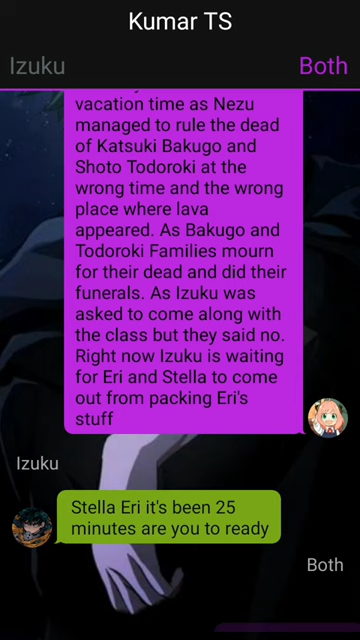 Kumar TS
Izuku
Both
vacation time as Nezu
managed to rule the dead
of Katsuki Bakugo and
Shoto Todoroki at the
wrong time and the wrong
place where lava
appeared. As Bakugo and
Todoroki Families mourn
for their dead and did their
funerals. As Izuku was
asked to come along with
the class but they said no.
Right now Izuku is waiting
for Eri and Stella to come
out from packing Eri's
stuff
Izuku
Stella Eri it's been 25
minutes are you to ready
Both